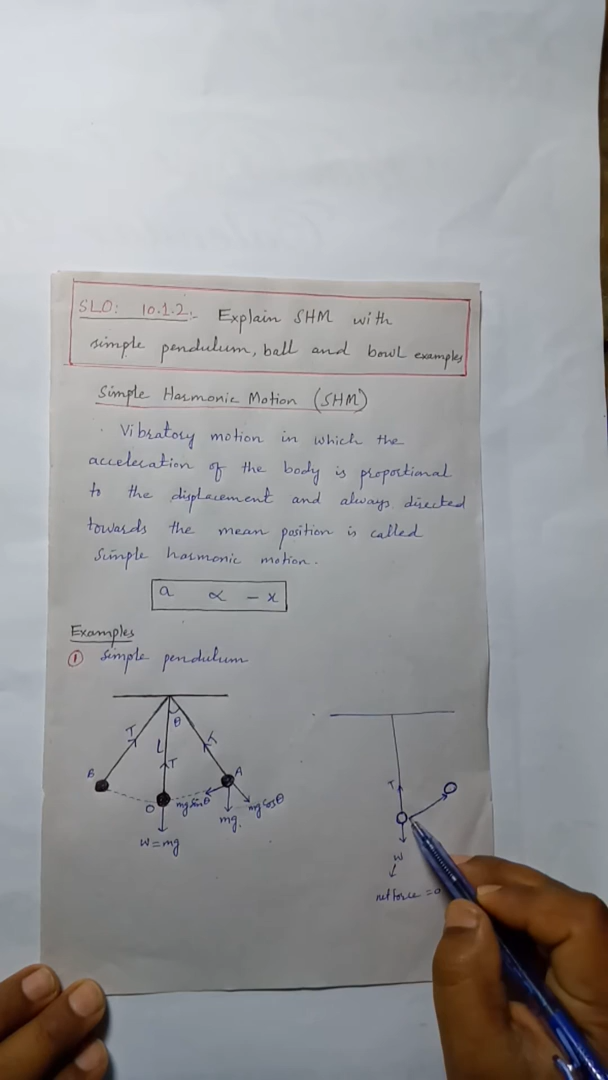 SLO: 10.1.2:- Explain SHM with
simple pendulum, ball and bowl examples
Simple Harmonic Motion (SHM)
Vibratory motion in which the
acceleration of the body is proportional
to the displacement and always directed
towards the mean position is called
simple harmonic motion.
a ∝ - x
Examples
① Simple pendulum
θ
T L T T
B A
O mg sinθ mg cosθ
mg
W = mg
T
W
net force = 0